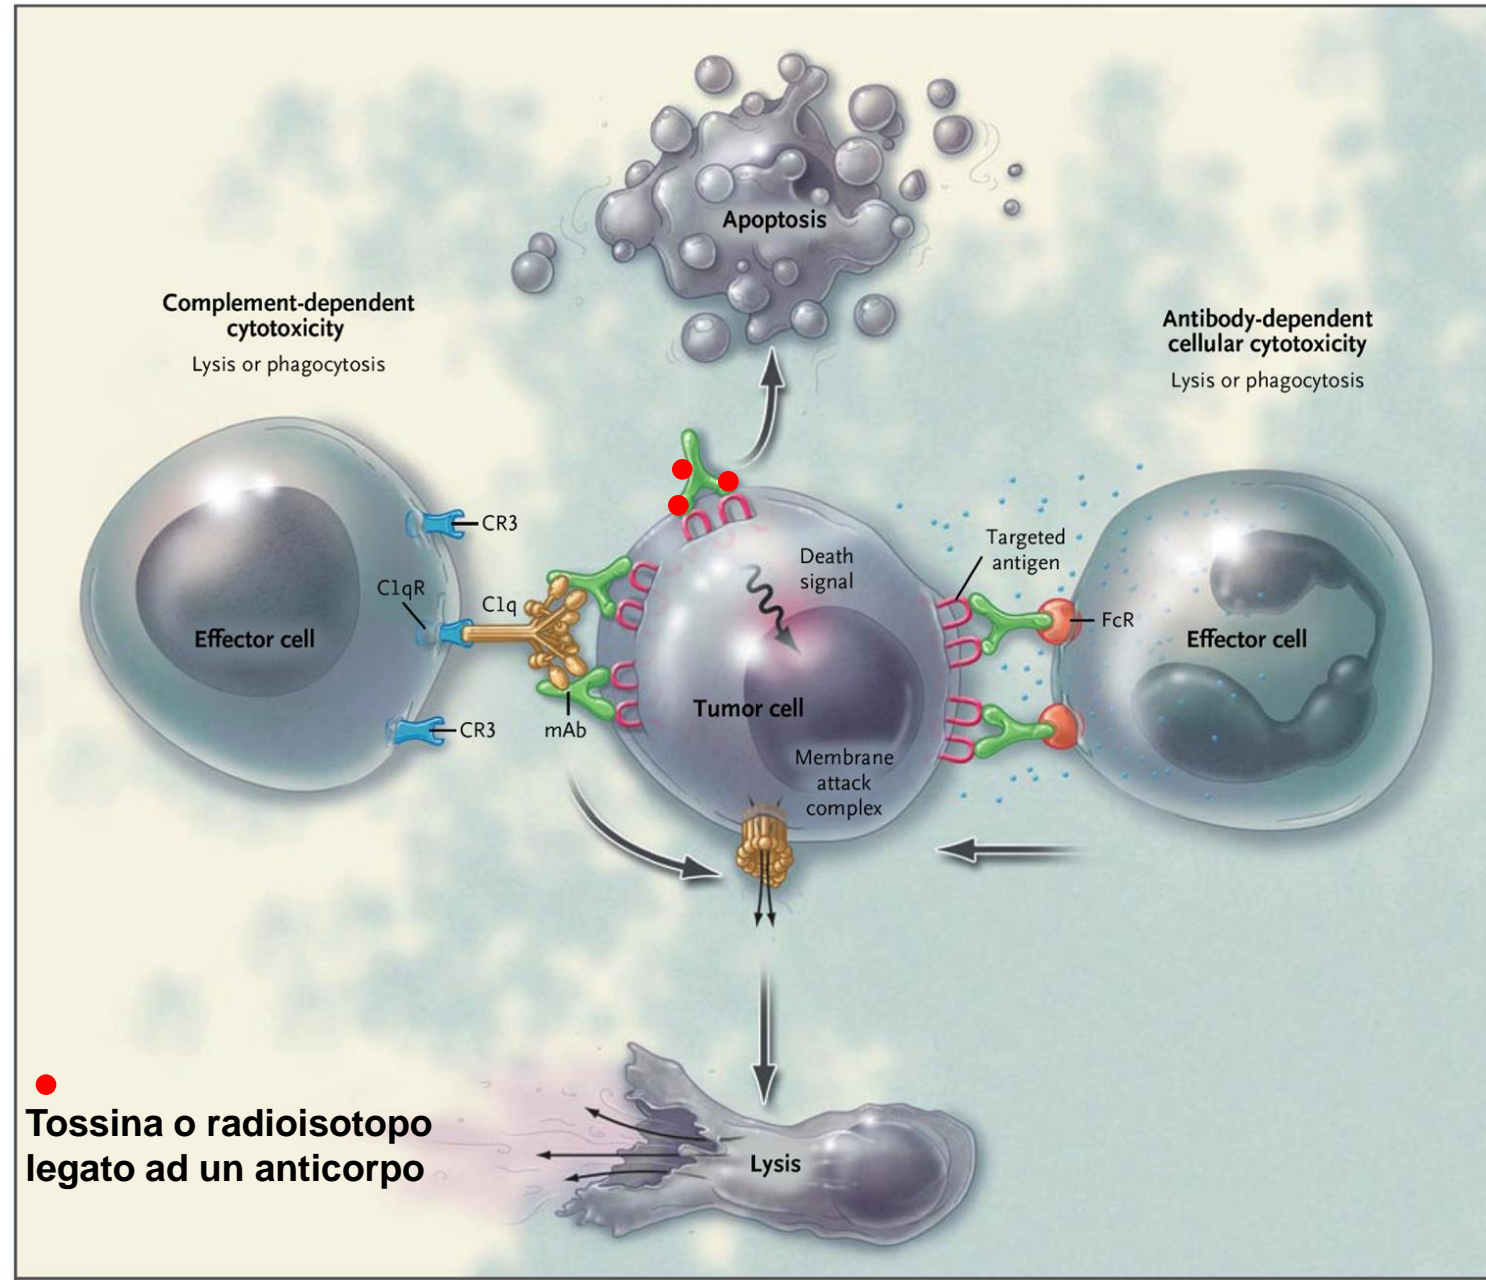 Apoptosis
Complement-dependent
cytotoxicity
Lysis or phagocytosis
Antibody-dependent
cellular cytotoxicity
Lysis or phagocytosis
CR3
C1qR
C1q
Effector cell
CR3
mAb
Death
signal
Tumor cell
Membrane
attack
complex
Targeted
antigen
FcR
Effector cell
Tossina o radioisotopo
legato ad un anticorpo
Lysis